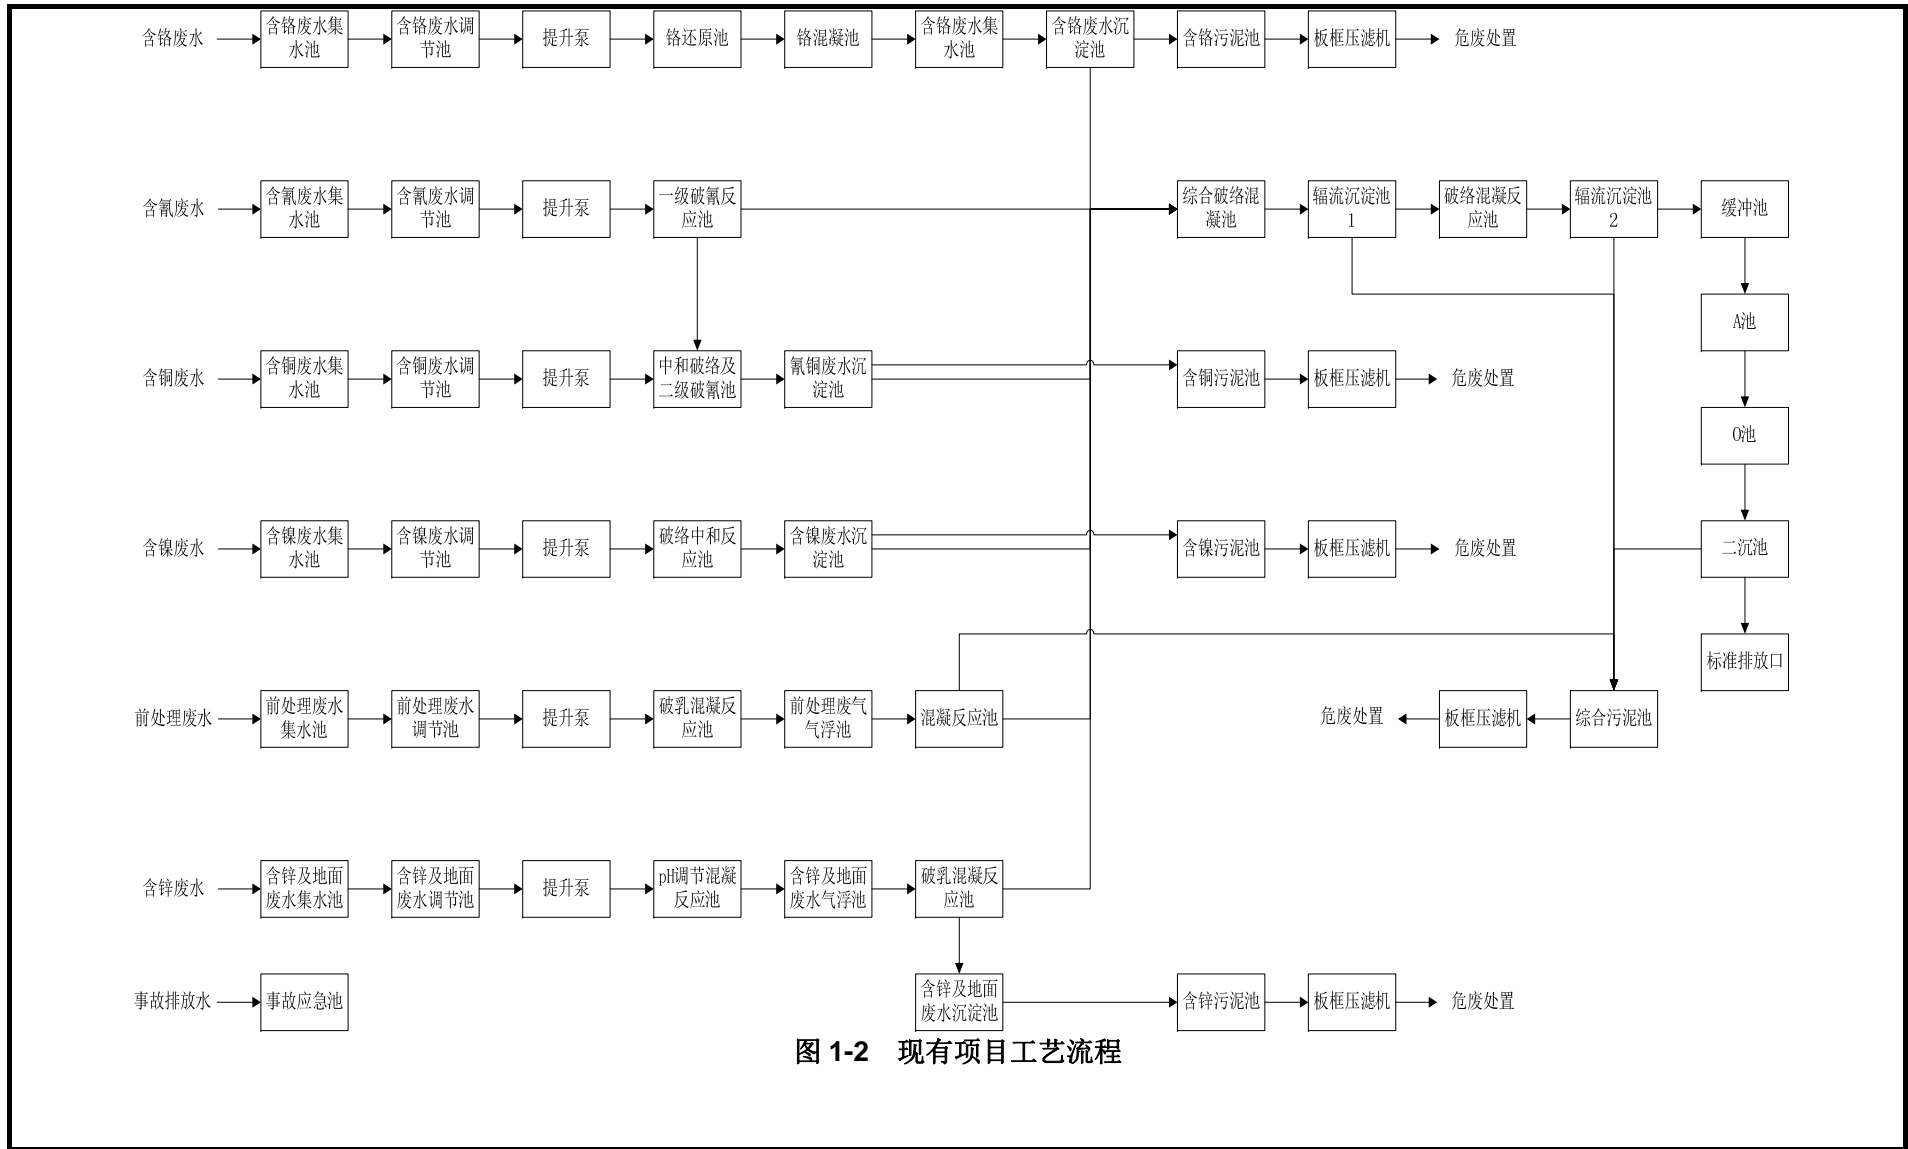 含铬废水
含铬废水集
水池
含铬废水调
节池
提升泵
铬还原池
铬混凝池
含铬废水集
水池
含铬废水沉
淀池
含铬污泥池
板框压滤机
危废处置
含氰废水
含氰废水集
水池
含氰废水调
节池
提升泵
一级破氰反
应池
综合破络混
凝池
辐流沉淀池
1
破络混凝反
应池
辐流沉淀池
2
缓冲池
A池
含铜废水
含铜废水集
水池
含铜废水调
节池
提升泵
中和破络及
二级破氰池
氰铜废水沉
淀池
含铜污泥池
板框压滤机
危废处置
O池
含镍废水
含镍废水集
水池
含镍废水调
节池
提升泵
破络中和反
应池
含镍废水沉
淀池
含镍污泥池
板框压滤机
危废处置
二沉池
标准排放口
前处理废水
前处理废水
集水池
前处理废水
调节池
提升泵
破乳混凝反
应池
前处理废气
气浮池
混凝反应池
危废处置
板框压滤机
综合污泥池
含锌废水
含锌及地面
废水集水池
含锌及地面
废水调节池
提升泵
pH调节混凝
反应池
含锌及地面
废水气浮池
破乳混凝反
应池
事故排放水
事故应急池
含锌及地面
废水沉淀池
含锌污泥池
板框压滤机
危废处置
图 1-2 现有项目工艺流程